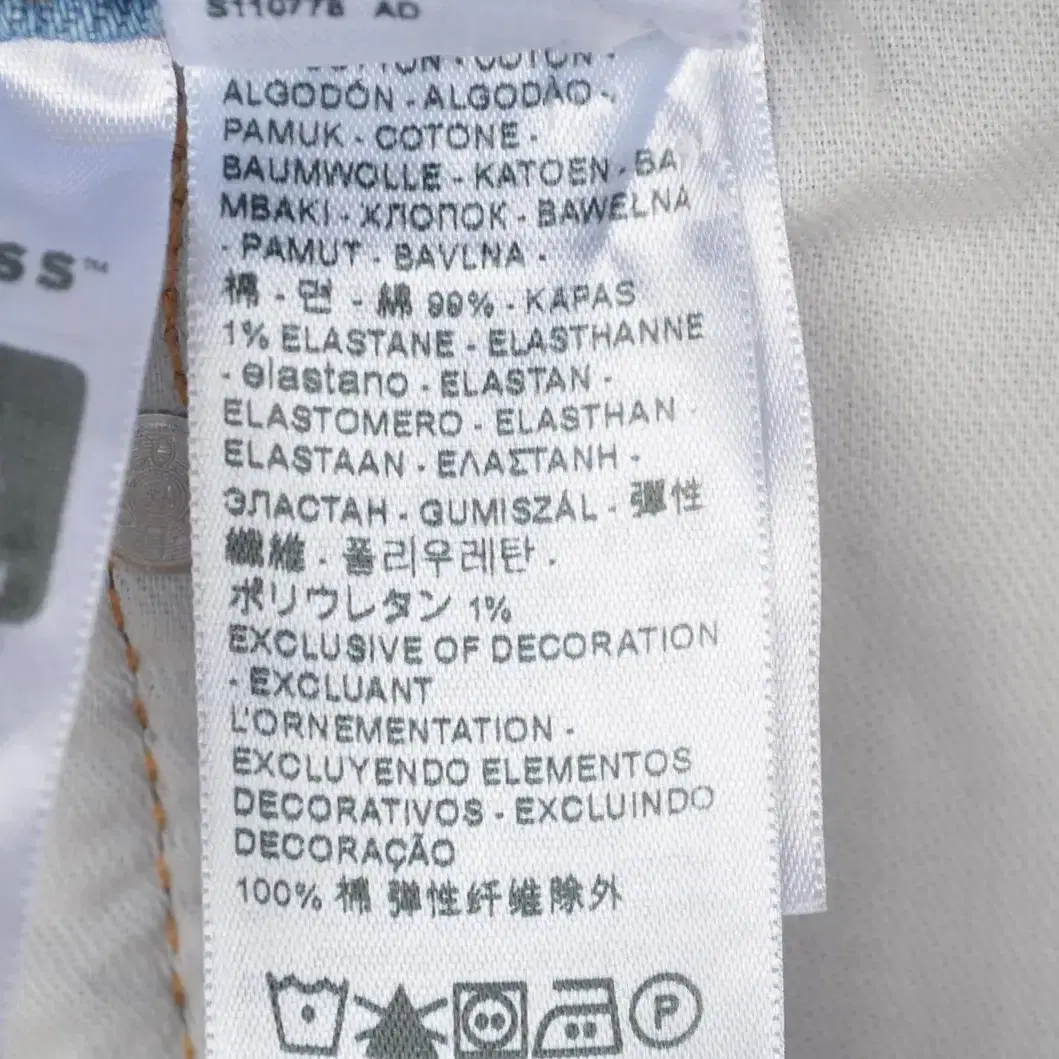 S110778 AD
COTTON - COTON -
ALGODÓN - ALGODÃO -
PAMUK - COTONE -
BAUMWOLLE - KATOEN - BA
MBAKI - ХЛОПОК - BAWEŁNA
- PAMUT - BAVLNA -
棉 - 면 - 綿 99% - KAPAS
1% ELASTANE - ELASTHANNE
- elastano - ELASTAN -
ELASTOMERO - ELASTHAN -
ELASTAAN - ΕΛΑΣΤΑΝΗ -
ЭЛАСТАН - GUMISZÁL - 彈性
纖維 - 폴리우레탄 -
ポリウレタン 1%
EXCLUSIVE OF DECORATION
- EXCLUANT
L'ORNEMENTATION -
EXCLUYENDO ELEMENTOS
DECORATIVOS - EXCLUINDO
DECORAÇÃO
100% 棉 弹性纤维除外
P